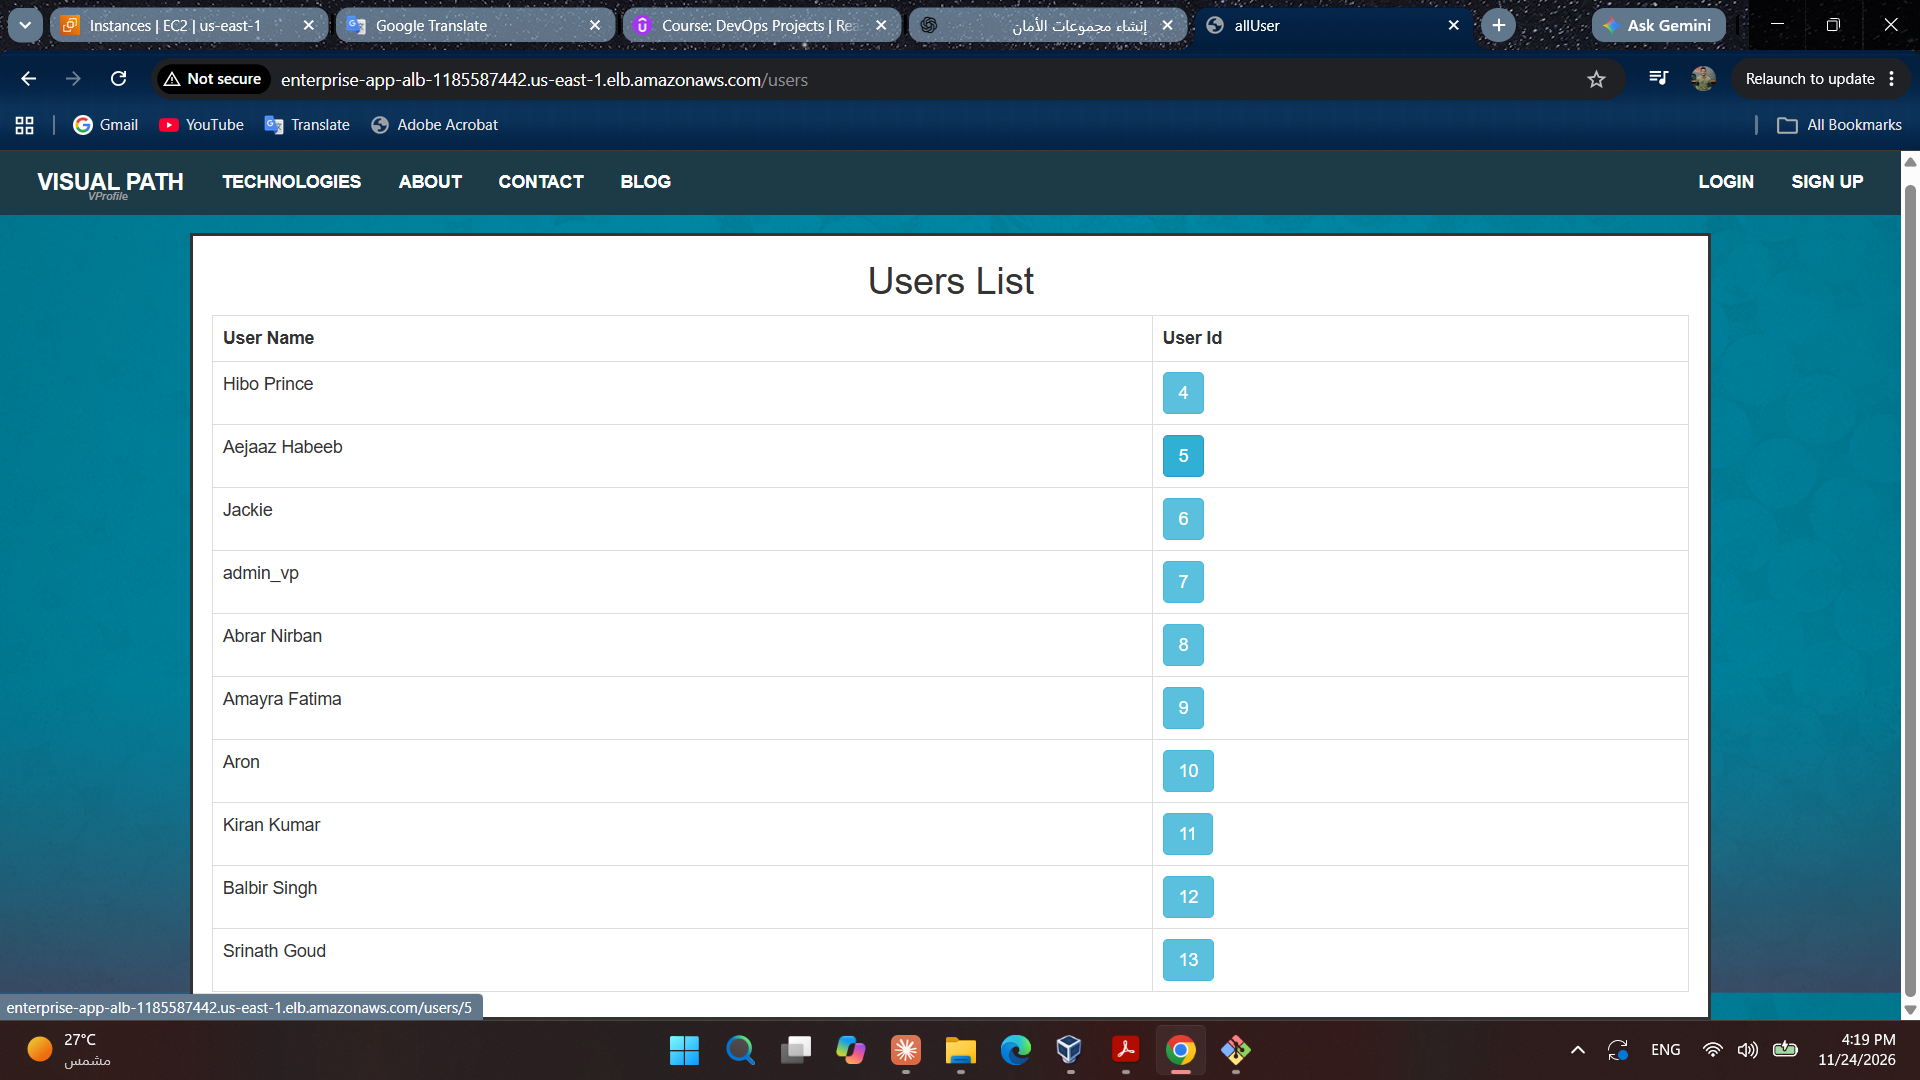 Instances | EC2 | us-east-1
Google Translate
Course: DevOps Projects | Rea
إنشاء مجموعات الأمان
allUser
Ask Gemini
Not secure
enterprise-app-alb-1185587442.us-east-1.elb.amazonaws.com/users
Relaunch to update
Gmail
YouTube
Translate
Adobe Acrobat
All Bookmarks
VISUAL PATH
VProfile
TECHNOLOGIES
ABOUT
CONTACT
BLOG
LOGIN
SIGN UP
Users List
User Name User Id
Hibo Prince 4
Aejaaz Habeeb 5
Jackie 6
admin_vp 7
Abrar Nirban 8
Amayra Fatima 9
Aron 10
Kiran Kumar 11
Balbir Singh 12
Srinath Goud 13
enterprise-app-alb-1185587442.us-east-1.elb.amazonaws.com/users/5
27°C
مشمس
ENG
4:19 PM
11/24/2026